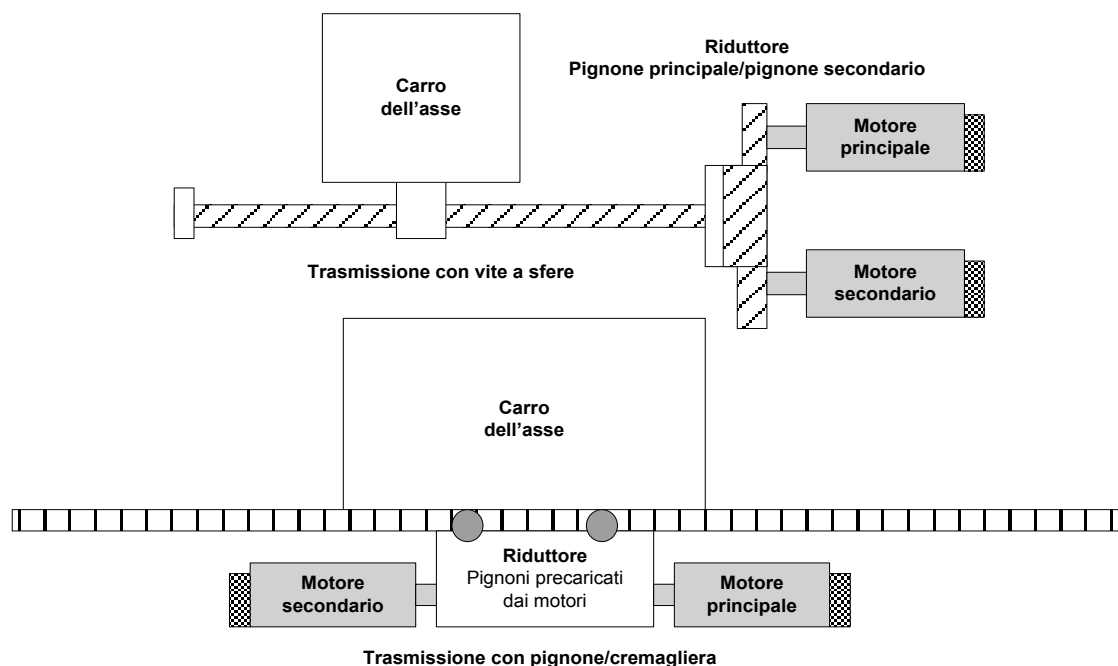 Riduttore
Pignone principale/pignone secondario
Carro
dell'asse
Motore
principale
Motore
secondario
Trasmissione con vite a sfere
Carro
dell'asse
Riduttore
Pignoni precaricati
dai motori
Motore
secondario
Motore
principale
Trasmissione con pignone/cremagliera